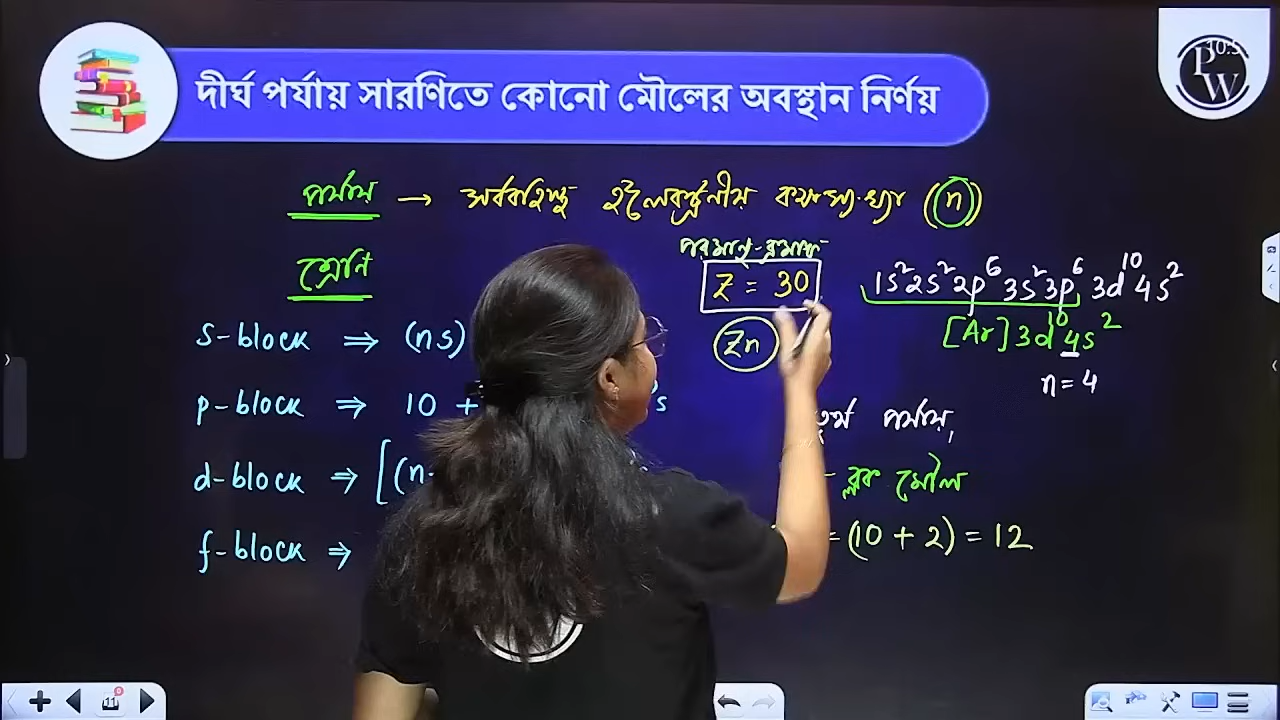 দীর্ঘ পর্যায় সারণিতে কোনো মৌলের অবস্থান নির্ণয়
PW
পর্যায় → সর্ববহিস্থ ইলেকট্রনীয় কক্ষসংখ্যা (n)
শ্রেণি
পরমাণু-ক্রমাঙ্ক
Z = 30
1s² 2s² 2p⁶ 3s² 3p⁶ 3d¹⁰ 4s²
Zn
[Ar] 3d¹⁰ 4s²
n = 4
s-block ⇒ (ns)
p-block ⇒ 10 +
s
পর্যায়,
d-block ⇒ [(n-
- ব্লক মৌল
f-block ⇒
= (10 + 2) = 12
11